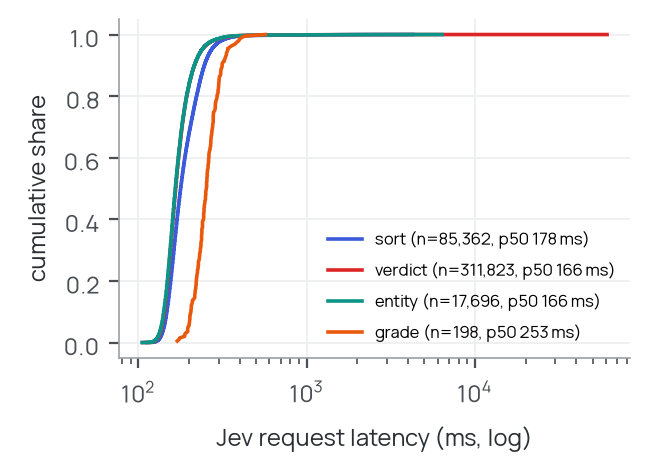 cumulative share
1.0
0.8
0.6
0.4
0.2
0.0
sort (n=85,362, p50 178 ms)
verdict (n=311,823, p50 166 ms)
entity (n=17,696, p50 166 ms)
grade (n=198, p50 253 ms)
10² 10³ 10⁴
Jev request latency (ms, log)